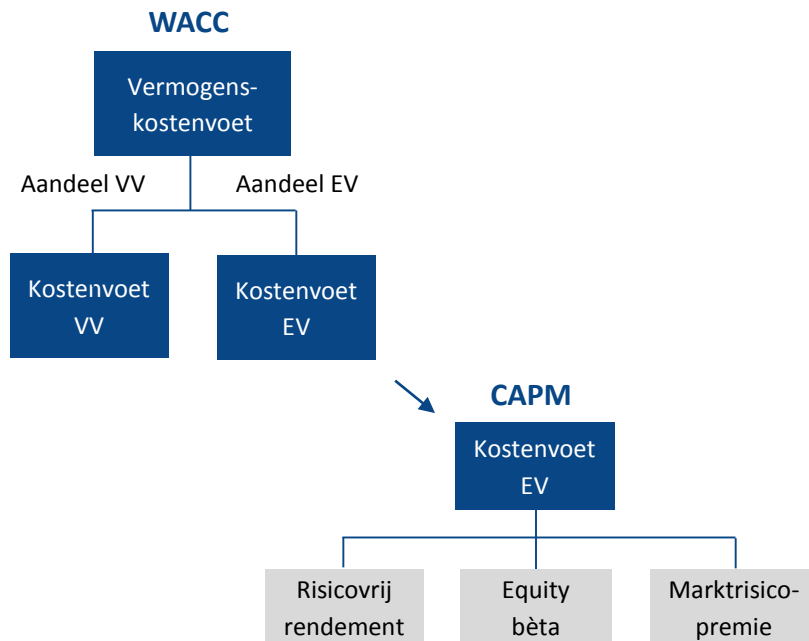 WACC
Vermogens-
kostenvoet
Aandeel VV
Aandeel EV
Kostenvoet
VV
Kostenvoet
EV
CAPM
Kostenvoet
EV
Risicovrij
rendement
Equity
bèta
Marktrisico-
premie